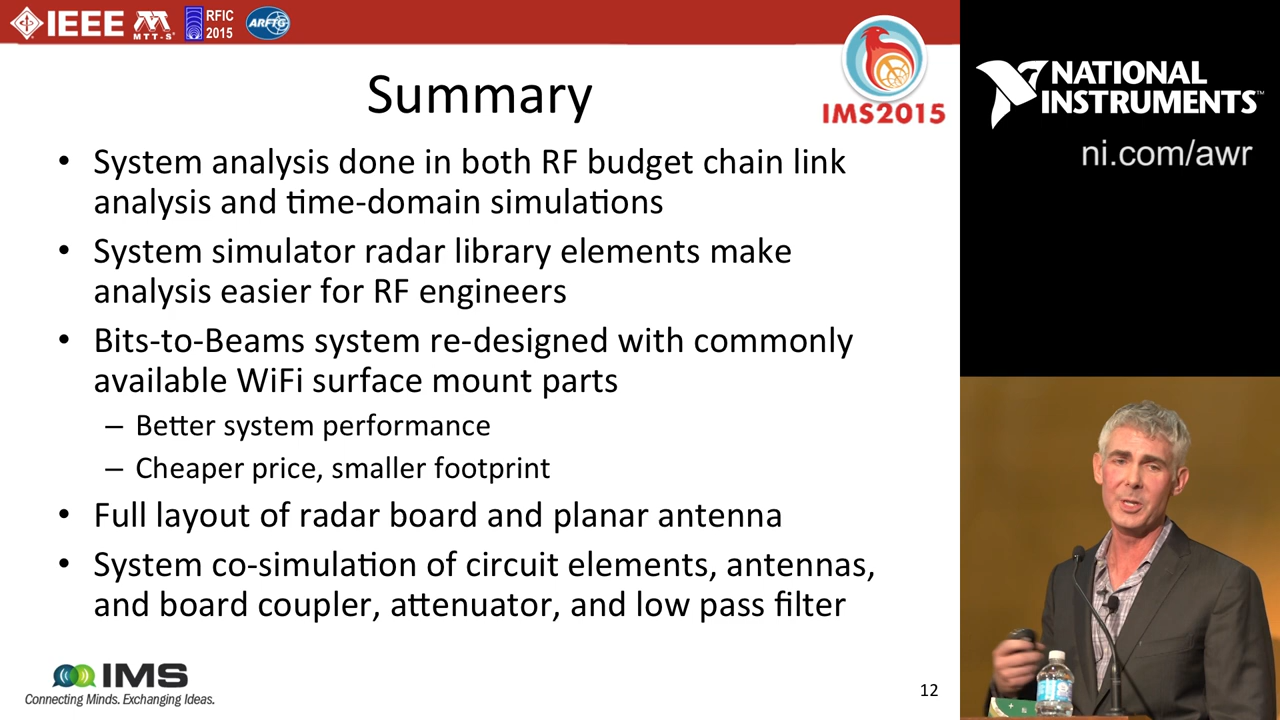 IEEE MTT-S® RFIC 2015 ARFTG
IMS2015
NATIONAL INSTRUMENTS™
ni.com/awr
Summary
• System analysis done in both RF budget chain link
analysis and time-domain simulations
• System simulator radar library elements make
analysis easier for RF engineers
• Bits-to-Beams system re-designed with commonly
available WiFi surface mount parts
– Better system performance
– Cheaper price, smaller footprint
• Full layout of radar board and planar antenna
• System co-simulation of circuit elements, antennas,
and board coupler, attenuator, and low pass filter
IMS
Connecting Minds. Exchanging Ideas.
12